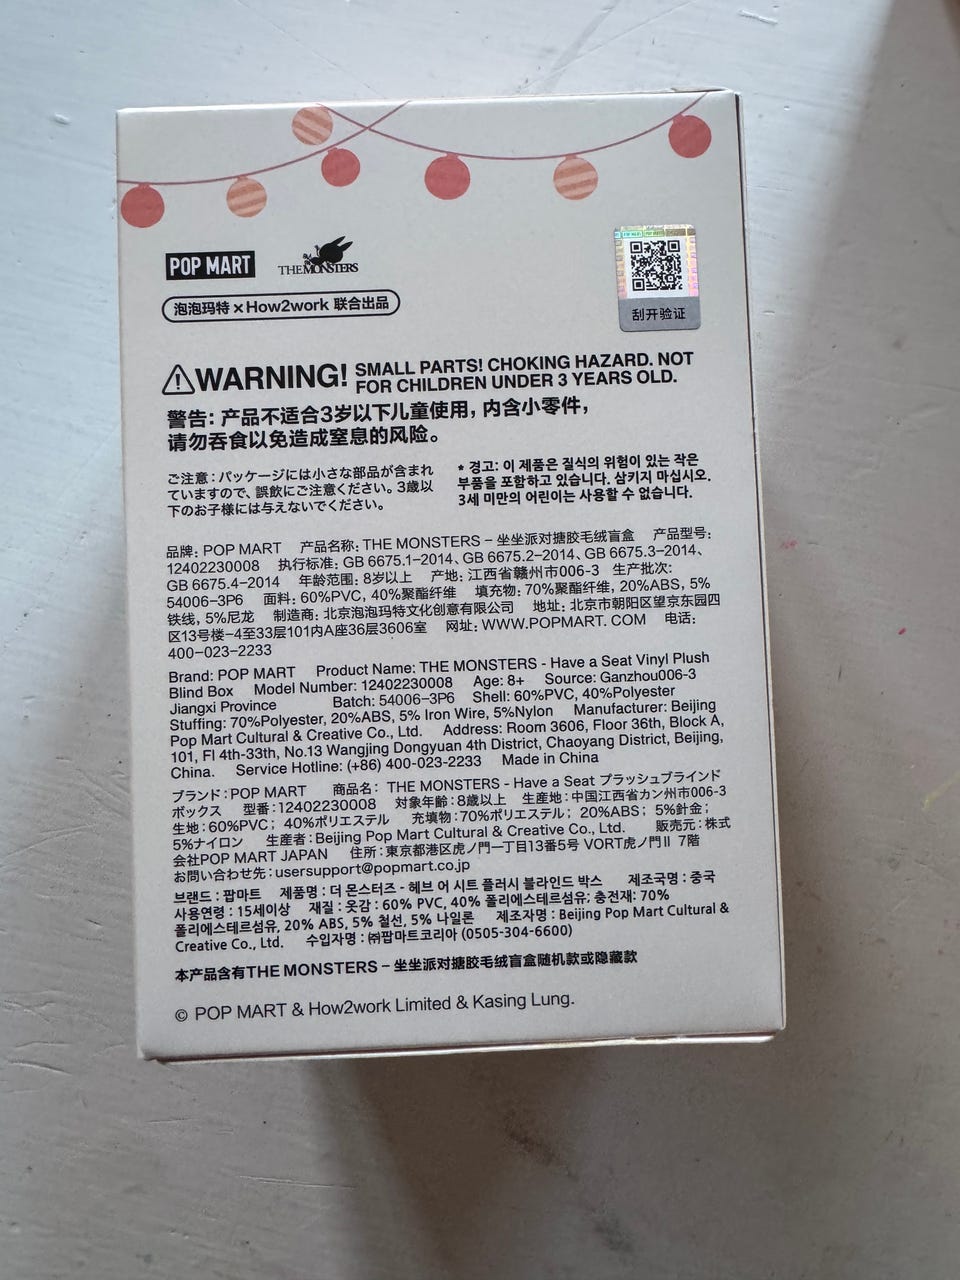 POP MART
THE MONSTERS
泡泡玛特 × How2work 联合出品
刮开验证
WARNING! SMALL PARTS! CHOKING HAZARD. NOT
FOR CHILDREN UNDER 3 YEARS OLD.
警告: 产品不适合3岁以下儿童使用，内含小零件，
请勿吞食以免造成窒息的风险。
ご注意：パッケージには小さな部品が含まれ
ていますので、誤飲にご注意ください。3歳以
下のお子様には与えないでください。
* 경고: 이 제품은 질식의 위험이 있는 작은
부품을 포함하고 있습니다. 삼키지 마십시오.
3세 미만의 어린이는 사용할 수 없습니다.
品牌: POP MART 产品名称: THE MONSTERS – 坐坐派对搪胶毛绒盲盒 产品型号:
12402230008 执行标准: GB 6675.1-2014、GB 6675.2-2014、GB 6675.3-2014、
GB 6675.4-2014 年龄范围: 8岁以上 产地: 江西省赣州市006-3 生产批次:
54006-3P6 面料: 60%PVC, 40%聚酯纤维 填充物: 70%聚酯纤维, 20%ABS, 5%
铁线, 5%尼龙 制造商: 北京泡泡玛特文化创意有限公司 地址: 北京市朝阳区望京东园四
区13号楼-4至33层101内A座36层3606室 网址: WWW.POPMART. COM 电话:
400-023-2233
Brand: POP MART Product Name: THE MONSTERS - Have a Seat Vinyl Plush
Blind Box Model Number: 12402230008 Age: 8+ Source: Ganzhou006-3
Jiangxi Province Batch: 54006-3P6 Shell: 60%PVC, 40%Polyester
Stuffing: 70%Polyester, 20%ABS, 5% Iron Wire, 5%Nylon Manufacturer: Beijing
Pop Mart Cultural & Creative Co., Ltd. Address: Room 3606, Floor 36th, Block A,
101, Fl 4th-33th, No.13 Wangjing Dongyuan 4th District, Chaoyang District, Beijing,
China. Service Hotline: (+86) 400-023-2233 Made in China
ブランド：POP MART 商品名： THE MONSTERS - Have a Seat プラッシュブラインド
ボックス 型番：12402230008 対象年齢：8歳以上 生産地：中国江西省カン州市006-3
生地：60%PVC；40%ポリエステル 充填物：70%ポリエステル；20%ABS；5%針金；
5%ナイロン 生産者：Beijing Pop Mart Cultural & Creative Co., Ltd. 販売元：株式
会社POP MART JAPAN 住所：東京都港区虎ノ門一丁目13番5号 VORT虎ノ門Ⅱ 7階
お問い合わせ先：usersupport@popmart.co.jp
브랜드 : 팝마트 제품명 : 더 몬스터즈 - 헤브 어 시트 플러시 블라인드 박스 제조국명 : 중국
사용연령 : 15세이상 재질 : 옷감 : 60% PVC, 40% 폴리에스테르섬유; 충전재: 70%
폴리에스테르섬유, 20% ABS, 5% 철선, 5% 나일론 제조자명 : Beijing Pop Mart Cultural &
Creative Co., Ltd. 수입자명 : ㈜팝마트코리아 (0505-304-6600)
本产品含有THE MONSTERS – 坐坐派对搪胶毛绒盲盒随机款或隐藏款
© POP MART & How2work Limited & Kasing Lung.